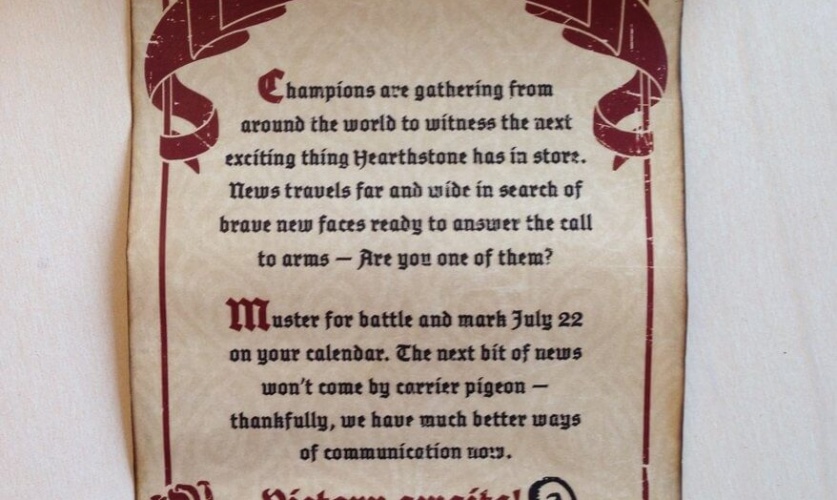 Champions are gathering from
around the world to witness the next
exciting thing Hearthstone has in store.
News travels far and wide in search of
brave new faces ready to answer the call
to arms — Are you one of them?
Muster for battle and mark July 22
on your calendar. The next bit of news
won't come by carrier pigeon —
thankfully, we have much better ways
of communication now.
Victory awaits!